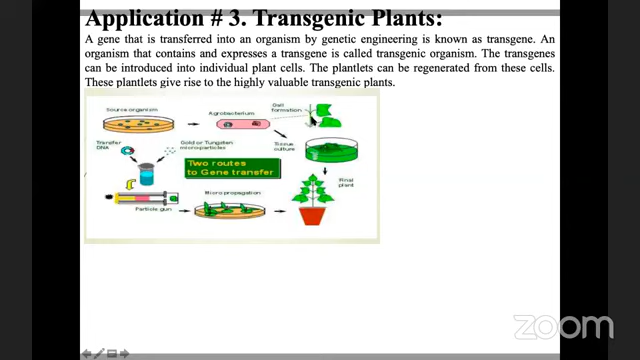 Application # 3. Transgenic Plants:
A gene that is transferred into an organism by genetic engineering is known as transgene. An
organism that contains and expresses a transgene is called transgenic organism. The transgenes
can be introduced into individual plant cells. The plantlets can be regenerated from these cells.
These plantlets give rise to the highly valuable transgenic plants.
Source organism
Agrobacterium
Gall
formation
Transfer
DNA
Gold or Tungsten
microparticles
Tissue
culture
Two routes
to Gene transfer
Final
plant
Particle gun
Micropropagation
zoom